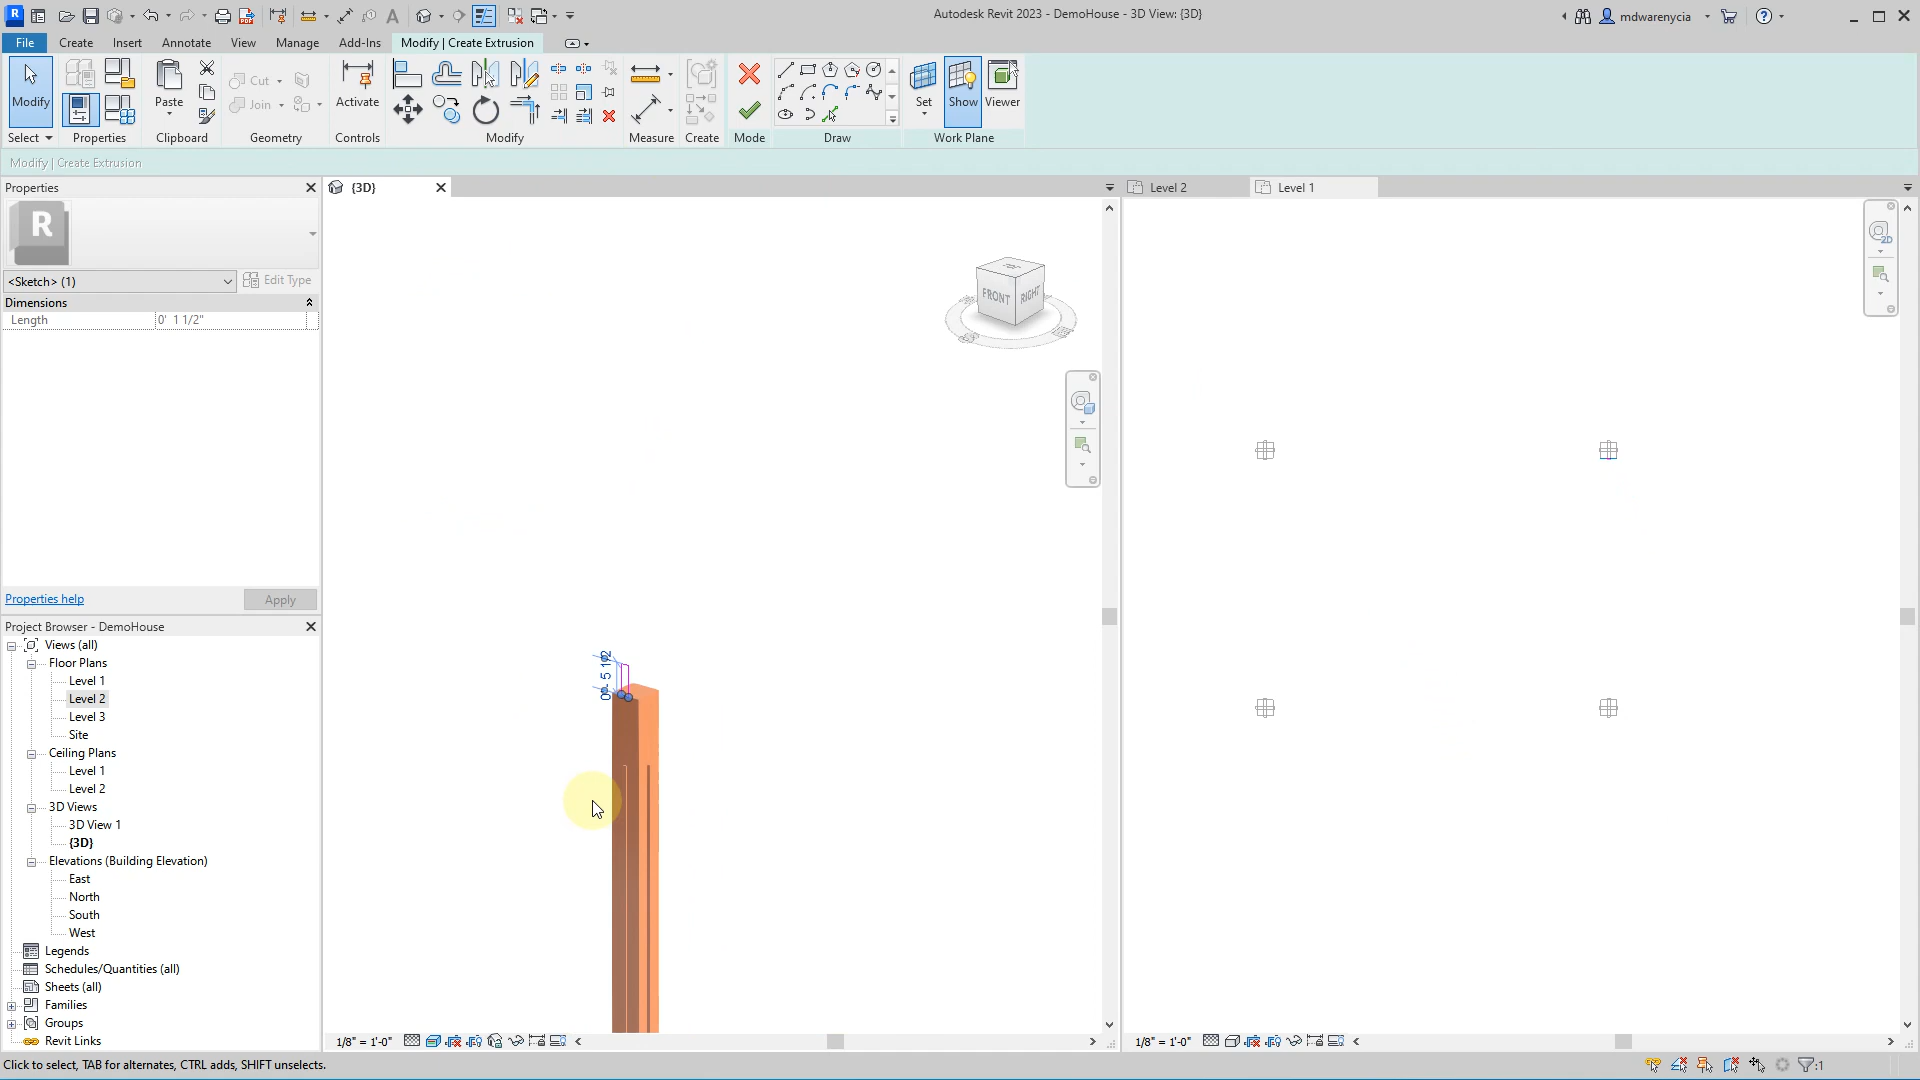 Autodesk Revit 2023 - DemoHouse - 3D View: {3D}
mdwarenycia
File Create Insert Annotate View Manage Add-Ins Modify | Create Extrusion
Modify
Paste
Cut
Join
Activate
Set Show Viewer
Select Properties Clipboard Geometry Controls Modify Measure Create Mode Draw Work Plane
Modify | Create Extrusion
Properties
{3D}
Level 2
Level 1
R
<Sketch> (1)
Edit Type
Dimensions
Length 0' 1 1/2"
FRONT
RIGHT
2D
Properties help
Apply
Project Browser - DemoHouse
Views (all)
Floor Plans
Level 1
Level 2
Level 3
Site
Ceiling Plans
Level 1
Level 2
3D Views
3D View 1
{3D}
Elevations (Building Elevation)
East
North
South
West
Legends
Schedules/Quantities (all)
Sheets (all)
Families
Groups
Revit Links
1/8" = 1'-0"
1/8" = 1'-0"
Click to select, TAB for alternates, CTRL adds, SHIFT unselects.
:1